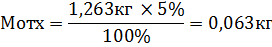 Мотх = 1,263кг × 5% / 100% = 0,063кг